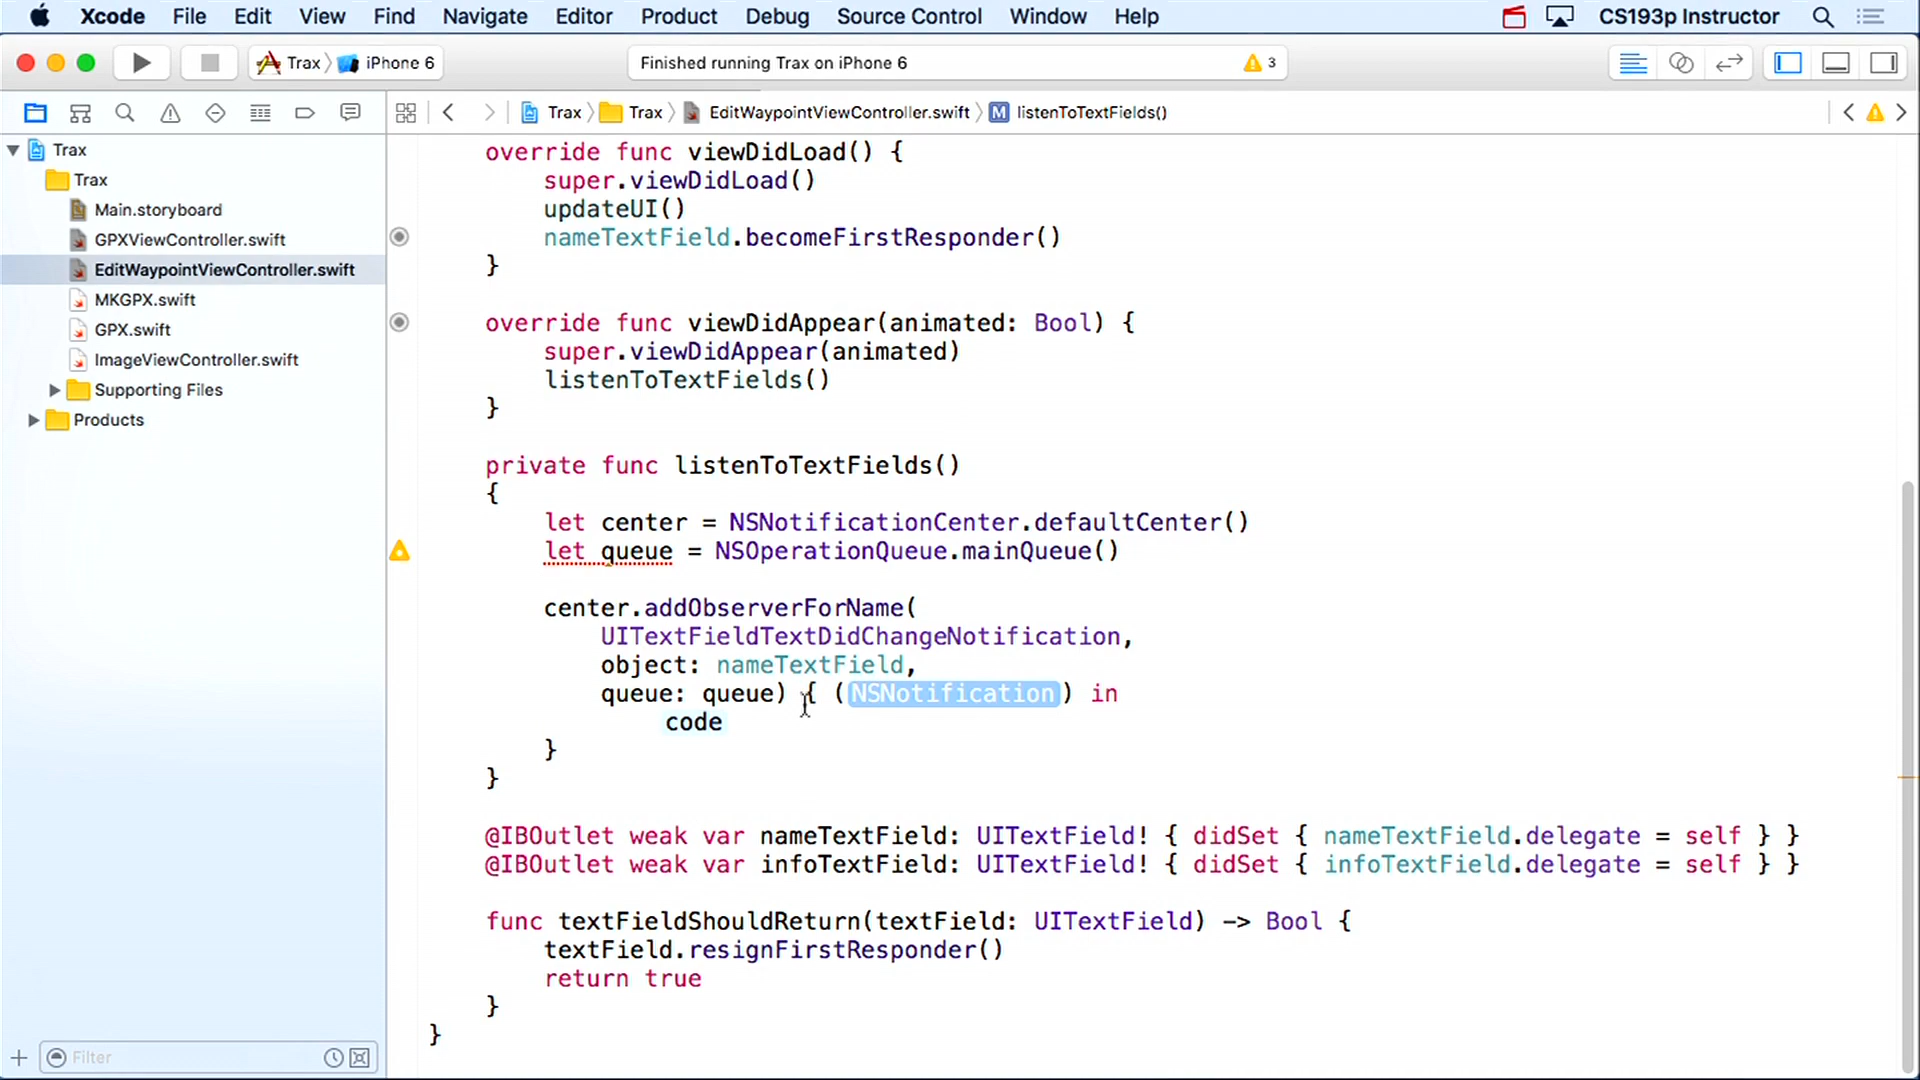 Xcode File Edit View Find Navigate Editor Product Debug Source Control Window Help CS193p Instructor
Trax iPhone 6 Finished running Trax on iPhone 6 3
Trax Trax EditWaypointViewController.swift M listenToTextFields()
Trax
Trax
Main.storyboard
GPXViewController.swift
EditWaypointViewController.swift
MKGPX.swift
GPX.swift
ImageViewController.swift
Supporting Files
Products
Filter
override func viewDidLoad() {
super.viewDidLoad()
updateUI()
nameTextField.becomeFirstResponder()
}
override func viewDidAppear(animated: Bool) {
super.viewDidAppear(animated)
listenToTextFields()
}
private func listenToTextFields()
{
let center = NSNotificationCenter.defaultCenter()
let queue = NSOperationQueue.mainQueue()
center.addObserverForName(
UITextFieldTextDidChangeNotification,
object: nameTextField,
queue: queue) { (NSNotification) in
code
}
}
@IBOutlet weak var nameTextField: UITextField! { didSet { nameTextField.delegate = self } }
@IBOutlet weak var infoTextField: UITextField! { didSet { infoTextField.delegate = self } }
func textFieldShouldReturn(textField: UITextField) -> Bool {
textField.resignFirstResponder()
return true
}
}